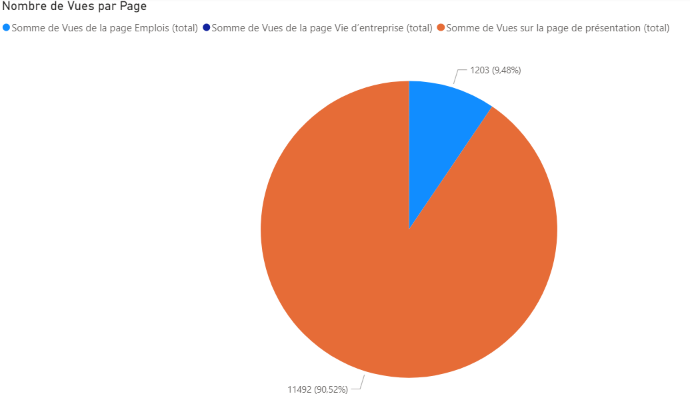 Nombre de Vues par Page
Somme de Vues de la page Emplois (total) Somme de Vues de la page Vie d'entreprise (total) Somme de Vues sur la page de présentation (total)
1203 (9,48%)
11492 (90,52%)